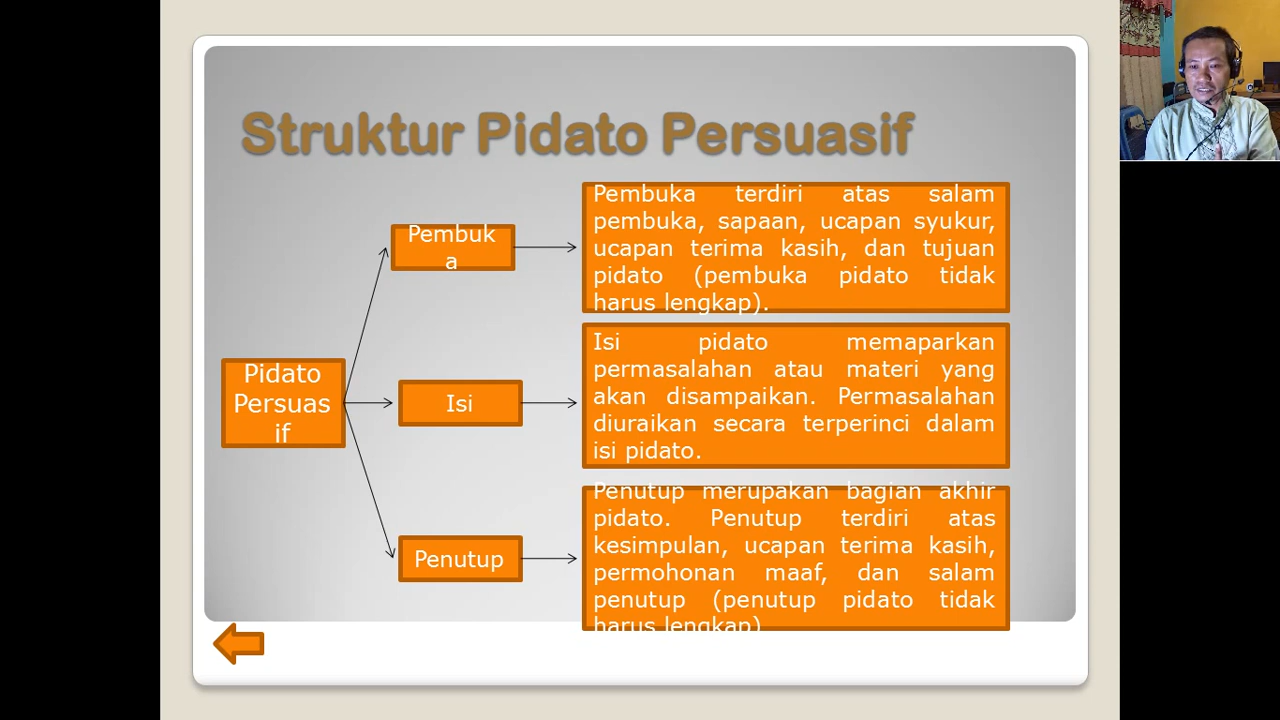 Struktur Pidato Persuasif
Pidato
Persuas
if
Pembuk
a
Pembuka terdiri atas salam
pembuka, sapaan, ucapan syukur,
ucapan terima kasih, dan tujuan
pidato (pembuka pidato tidak
harus lengkap).
Isi
Isi pidato memaparkan
permasalahan atau materi yang
akan disampaikan. Permasalahan
diuraikan secara terperinci dalam
isi pidato.
Penutup
Penutup merupakan bagian akhir
pidato. Penutup terdiri atas
kesimpulan, ucapan terima kasih,
permohonan maaf, dan salam
penutup (penutup pidato tidak
harus lengkap)